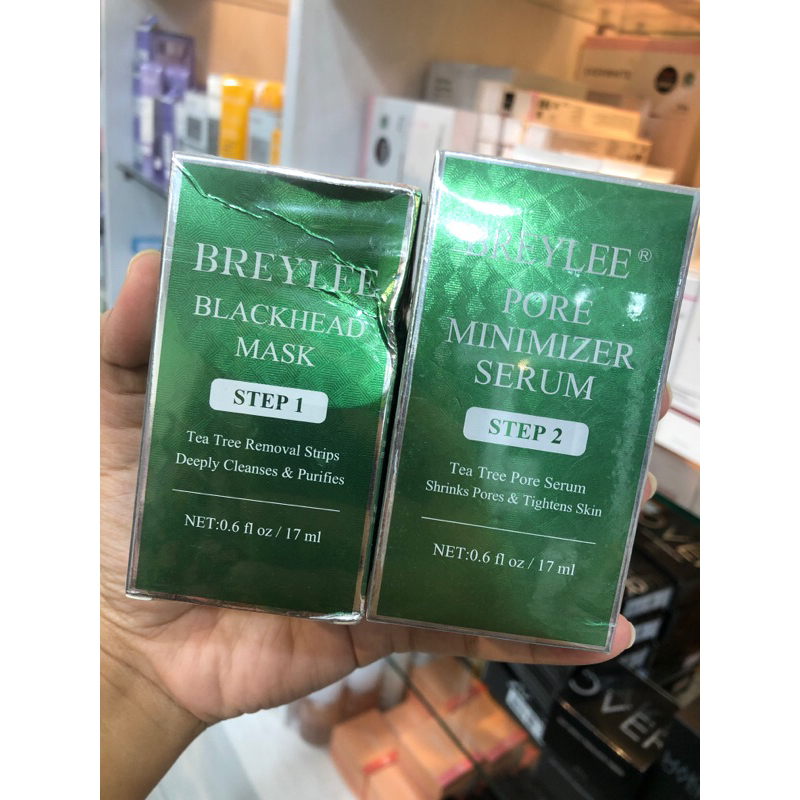 BREYLEE
BLACKHEAD
MASK
STEP 1
Tea Tree Removal Strips
Deeply Cleanses & Purifies
NET:0.6 fl oz / 17 ml
BREYLEE®
PORE
MINIMIZER
SERUM
STEP 2
Tea Tree Pore Serum
Shrinks Pores & Tightens Skin
NET:0.6 fl oz / 17 ml
OVER